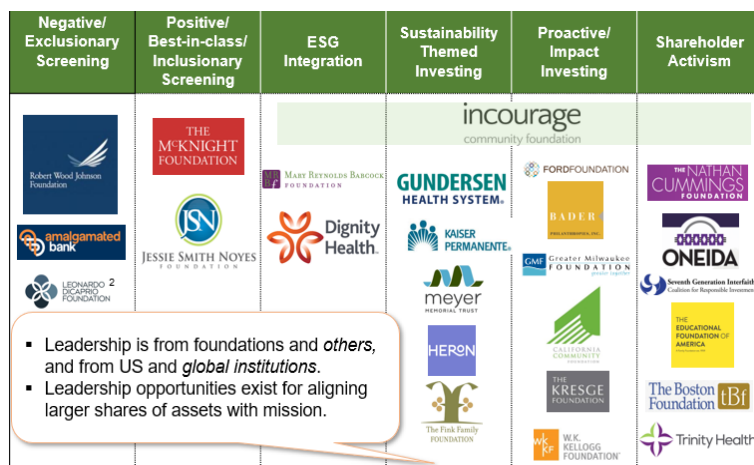 Negative/
Exclusionary
Screening
Positive/
Best-in-class/
Inclusionary
Screening
ESG
Integration
Sustainability
Themed
Investing
Proactive/
Impact
Investing
Shareholder
Activism
incourage
community foundation
Robert Wood Johnson
Foundation
amalgamated
bank
LEONARDO
DICAPRIO
FOUNDATION
2
THE
MCKNIGHT
FOUNDATION
JSN
JESSIE SMITH NOYES
FOUNDATION
MARY REYNOLDS BABCOCK
FOUNDATION
Dignity
Health
GUNDERSEN
HEALTH SYSTEM®
KAISER
PERMANENTE®
meyer
MEMORIAL TRUST
HERON
The Fink Family
FOUNDATION
FORDFOUNDATION
BADER
PHILANTHROPIES, INC.
GMF
Greater Milwaukee
FOUNDATION
greater together
CALIFORNIA
COMMUNITY
FOUNDATION
THE
KRESGE
FOUNDATION
WK
KF
W.K.
KELLOGG
FOUNDATION
THE NATHAN
CUMMINGS
FOUNDATION
ONEIDA
Seventh Generation Interfaith
Coalition for Responsible Investment
THE
EDUCATIONAL
FOUNDATION OF
AMERICA
The Boston
Foundation
tBf
Trinity Health
▪ Leadership is from foundations and others,
and from US and global institutions.
▪ Leadership opportunities exist for aligning
larger shares of assets with mission.